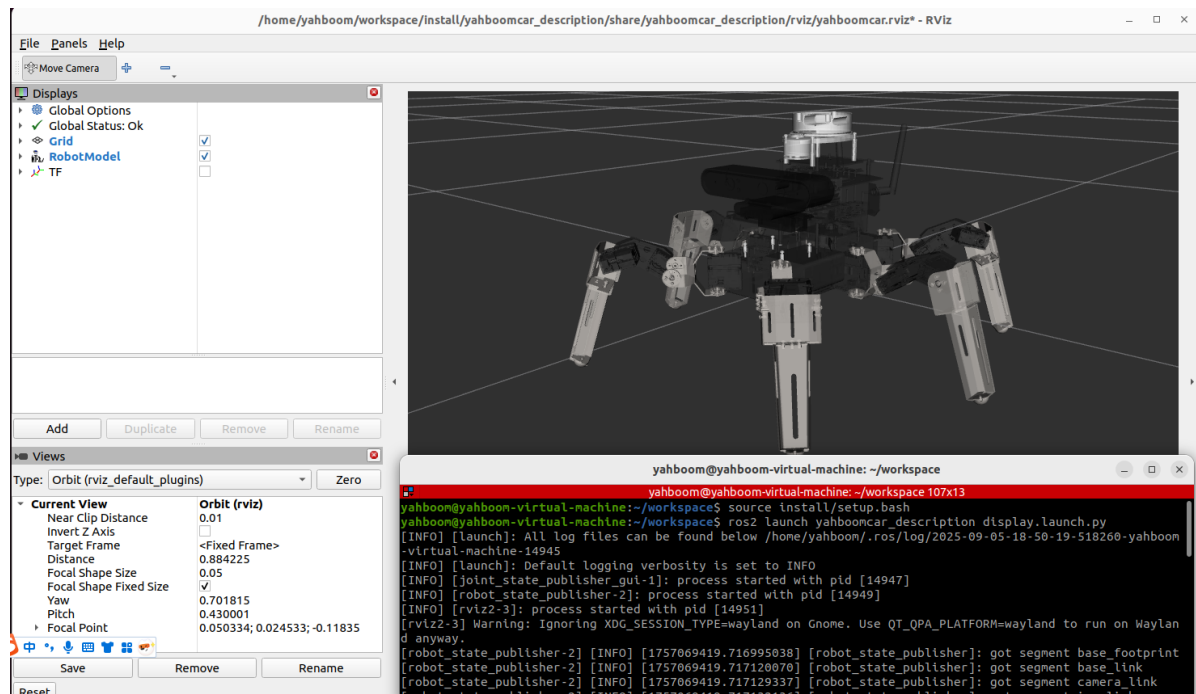 /home/yahboom/workspace/install/yahboomcar_description/share/yahboomcar_description/rviz/yahboomcar.rviz* - RViz
File Panels Help
Move Camera
Displays
Global Options
Global Status: Ok
Grid
RobotModel
TF
Add Duplicate Remove Rename
Views
Type: Orbit (rviz_default_plugins) Zero
Current View Orbit (rviz)
Near Clip Distance 0.01
Invert Z Axis
Target Frame <Fixed Frame>
Distance 0.884225
Focal Shape Size 0.05
Focal Shape Fixed Size
Yaw 0.701815
Pitch 0.430001
Focal Point 0.050334; 0.024533; -0.11835
中
Save Remove Rename
Reset
yahboom@yahboom-virtual-machine: ~/workspace
yahboom@yahboom-virtual-machine: ~/workspace 107x13
yahboom@yahboom-virtual-machine:~/workspace$ source install/setup.bash
yahboom@yahboom-virtual-machine:~/workspace$ ros2 launch yahboomcar_description display.launch.py
[INFO] [launch]: All log files can be found below /home/yahboom/.ros/log/2025-09-05-18-50-19-518260-yahboom
-virtual-machine-14945
[INFO] [launch]: Default logging verbosity is set to INFO
[INFO] [joint_state_publisher_gui-1]: process started with pid [14947]
[INFO] [robot_state_publisher-2]: process started with pid [14949]
[INFO] [rviz2-3]: process started with pid [14951]
[rviz2-3] Warning: Ignoring XDG_SESSION_TYPE=wayland on Gnome. Use QT_QPA_PLATFORM=wayland to run on Waylan
d anyway.
[robot_state_publisher-2] [INFO] [1757069419.716995038] [robot_state_publisher]: got segment base_footprint
[robot_state_publisher-2] [INFO] [1757069419.717120070] [robot_state_publisher]: got segment base_link
[robot_state_publisher-2] [INFO] [1757069419.717129337] [robot_state_publisher]: got segment camera_link